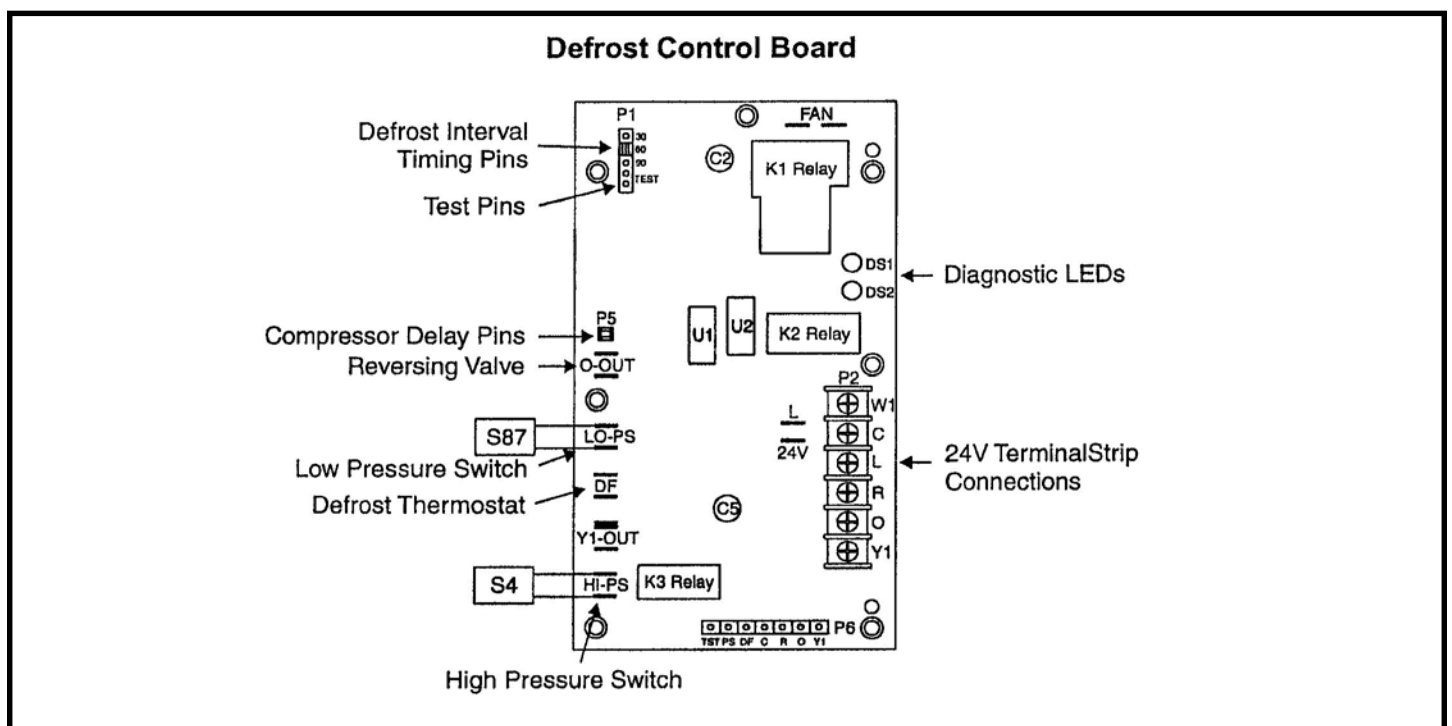 Defrost Control Board
P1
FAN
Defrost Interval
Timing Pins
30
60
90
TEST
C2
K1 Relay
Test Pins
DS1
DS2
Diagnostic LEDs
P5
Compressor Delay Pins
U1
U2
K2 Relay
Reversing Valve
O-OUT
P2
W1
L
C
S87
LO-PS
24V
L
24V TerminalStrip
Connections
Low Pressure Switch
DF
R
Defrost Thermostat
C5
O
Y1-OUT
Y1
S4
HI-PS
K3 Relay
P6
TST PS DF C R O Y1
High Pressure Switch